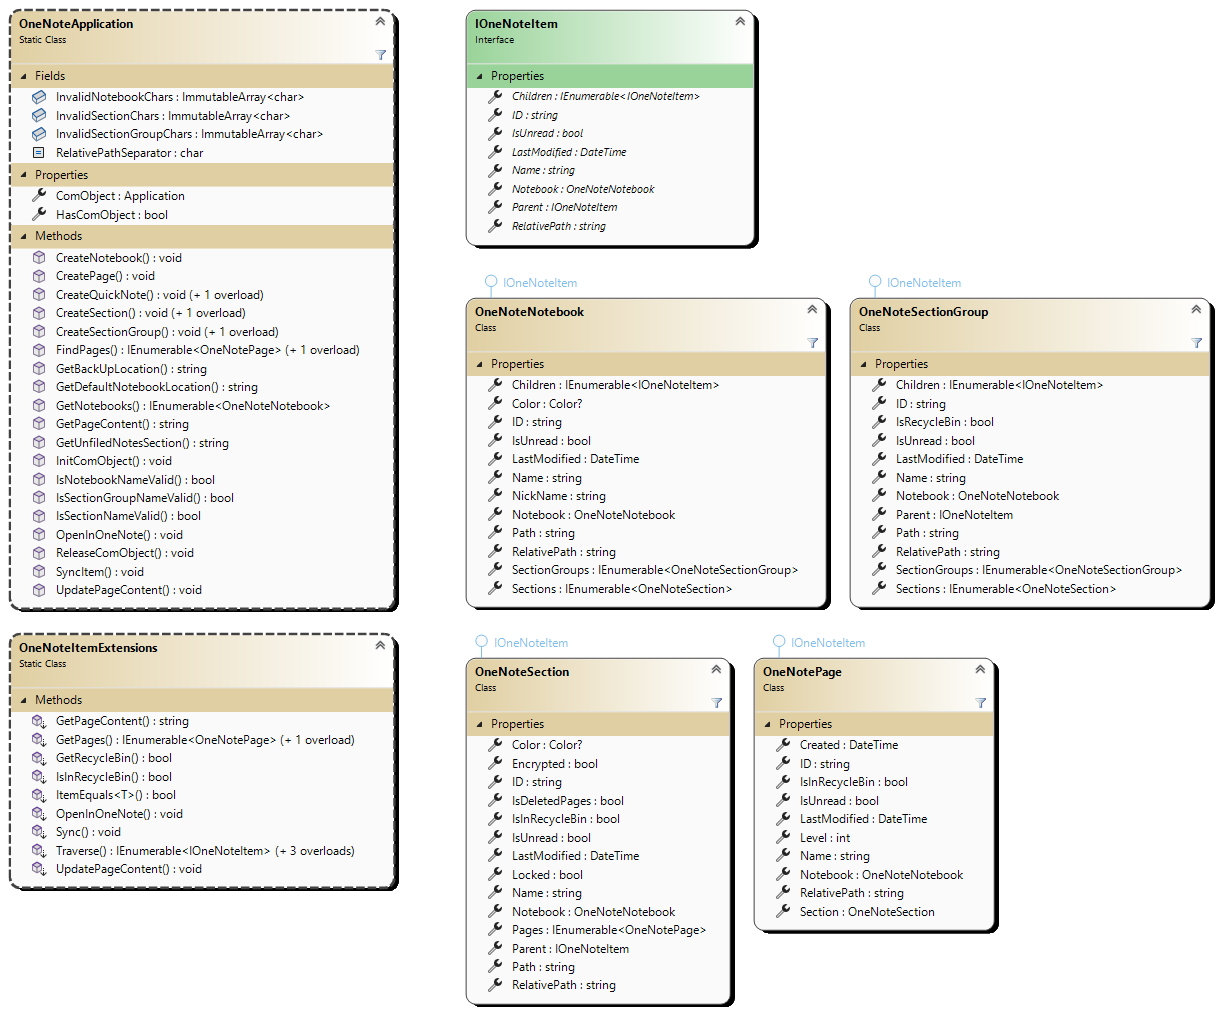 OneNoteApplication
Static Class
Fields
InvalidNotebookChars : ImmutableArray<char>
InvalidSectionChars : ImmutableArray<char>
InvalidSectionGroupChars : ImmutableArray<char>
RelativePathSeparator : char
Properties
ComObject : Application
HasComObject : bool
Methods
CreateNotebook() : void
CreatePage() : void
CreateQuickNote() : void (+ 1 overload)
CreateSection() : void (+ 1 overload)
CreateSectionGroup() : void (+ 1 overload)
FindPages() : IEnumerable<OneNotePage> (+ 1 overload)
GetBackUpLocation() : string
GetDefaultNotebookLocation() : string
GetNotebooks() : IEnumerable<OneNoteNotebook>
GetPageContent() : string
GetUnfiledNotesSection() : string
InitComObject() : void
IsNotebookNameValid() : bool
IsSectionGroupNameValid() : bool
IsSectionNameValid() : bool
OpenInOneNote() : void
ReleaseComObject() : void
SyncItem() : void
UpdatePageContent() : void
OneNoteItemExtensions
Static Class
Methods
GetPageContent() : string
GetPages() : IEnumerable<OneNotePage> (+ 1 overload)
GetRecycleBin() : bool
IsInRecycleBin() : bool
ItemEquals<T>() : bool
OpenInOneNote() : void
Sync() : void
Traverse() : IEnumerable<IOneNoteItem> (+ 3 overloads)
UpdatePageContent() : void
IOneNoteItem
Interface
Properties
Children : IEnumerable<IOneNoteItem>
ID : string
IsUnread : bool
LastModified : DateTime
Name : string
Notebook : OneNoteNotebook
Parent : IOneNoteItem
RelativePath : string
IOneNoteItem
OneNoteNotebook
Class
Properties
Children : IEnumerable<IOneNoteItem>
Color : Color?
ID : string
IsUnread : bool
LastModified : DateTime
Name : string
NickName : string
Notebook : OneNoteNotebook
Path : string
RelativePath : string
SectionGroups : IEnumerable<OneNoteSectionGroup>
Sections : IEnumerable<OneNoteSection>
IOneNoteItem
OneNoteSectionGroup
Class
Properties
Children : IEnumerable<IOneNoteItem>
ID : string
IsRecycleBin : bool
IsUnread : bool
LastModified : DateTime
Name : string
Notebook : OneNoteNotebook
Parent : IOneNoteItem
Path : string
RelativePath : string
SectionGroups : IEnumerable<OneNoteSectionGroup>
Sections : IEnumerable<OneNoteSection>
IOneNoteItem
OneNoteSection
Class
Properties
Color : Color?
Encrypted : bool
ID : string
IsDeletedPages : bool
IsInRecycleBin : bool
IsUnread : bool
LastModified : DateTime
Locked : bool
Name : string
Notebook : OneNoteNotebook
Pages : IEnumerable<OneNotePage>
Parent : IOneNoteItem
Path : string
RelativePath : string
IOneNoteItem
OneNotePage
Class
Properties
Created : DateTime
ID : string
IsInRecycleBin : bool
IsUnread : bool
LastModified : DateTime
Level : int
Name : string
Notebook : OneNoteNotebook
RelativePath : string
Section : OneNoteSection